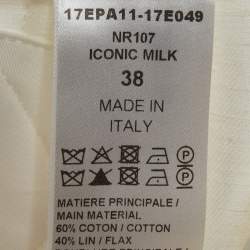 17EPA11-17E049
NR107
ICONIC MILK
38
MADE IN
ITALY
MATIERE PRINCIPALE /
MAIN MATERIAL
60% COTON / COTTON
40% LIN / FLAX